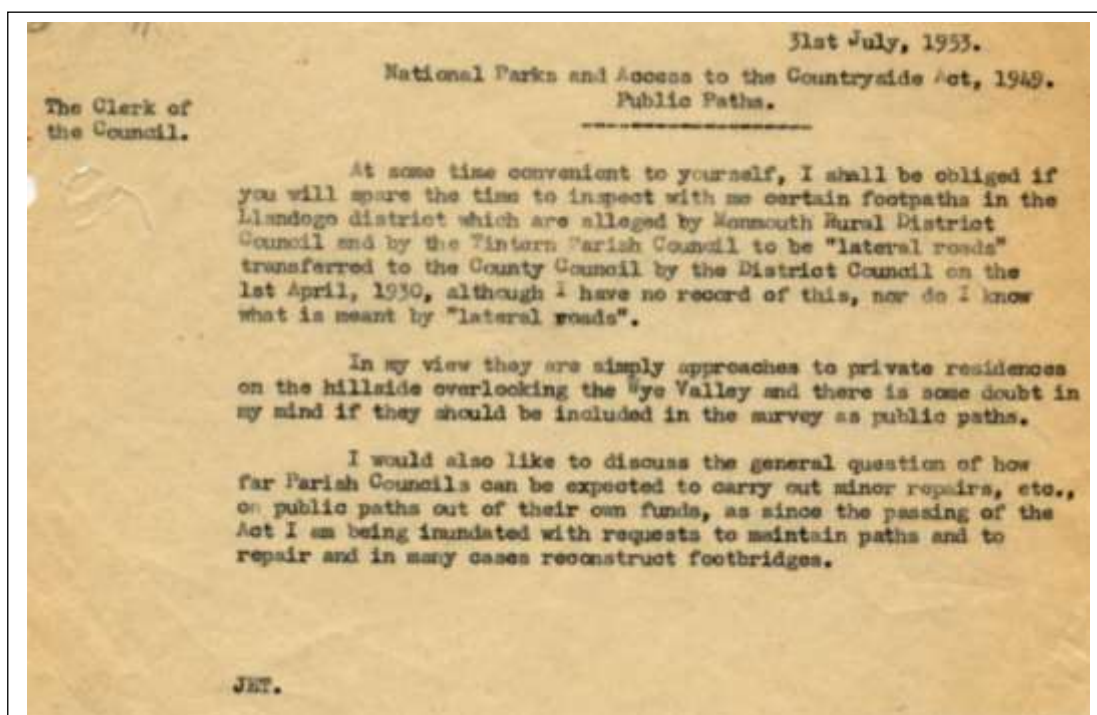 31st July, 1953.
National Parks and Access to the Countryside Act, 1949.
Public Paths.
The Clerk of
the Council.
At some time convenient to yourself, I shall be obliged if
you will spare the time to inspect with me certain footpaths in the
Llandogo district which are alleged by Monmouth Rural District
Council and by the Tintern Parish Council to be "lateral roads"
transferred to the County Council by the District Council on the
1st April, 1930, although I have no record of this, nor do I know
what is meant by "lateral roads".
In my view they are simply approaches to private residences
on the hillside overlooking the Wye Valley and there is some doubt in
my mind if they should be included in the survey as public paths.
I would also like to discuss the general question of how
far Parish Councils can be expected to carry out minor repairs, etc.,
on public paths out of their own funds, as since the passing of the
Act I am being inundated with requests to maintain paths and to
repair and in many cases reconstruct footbridges.
JET.